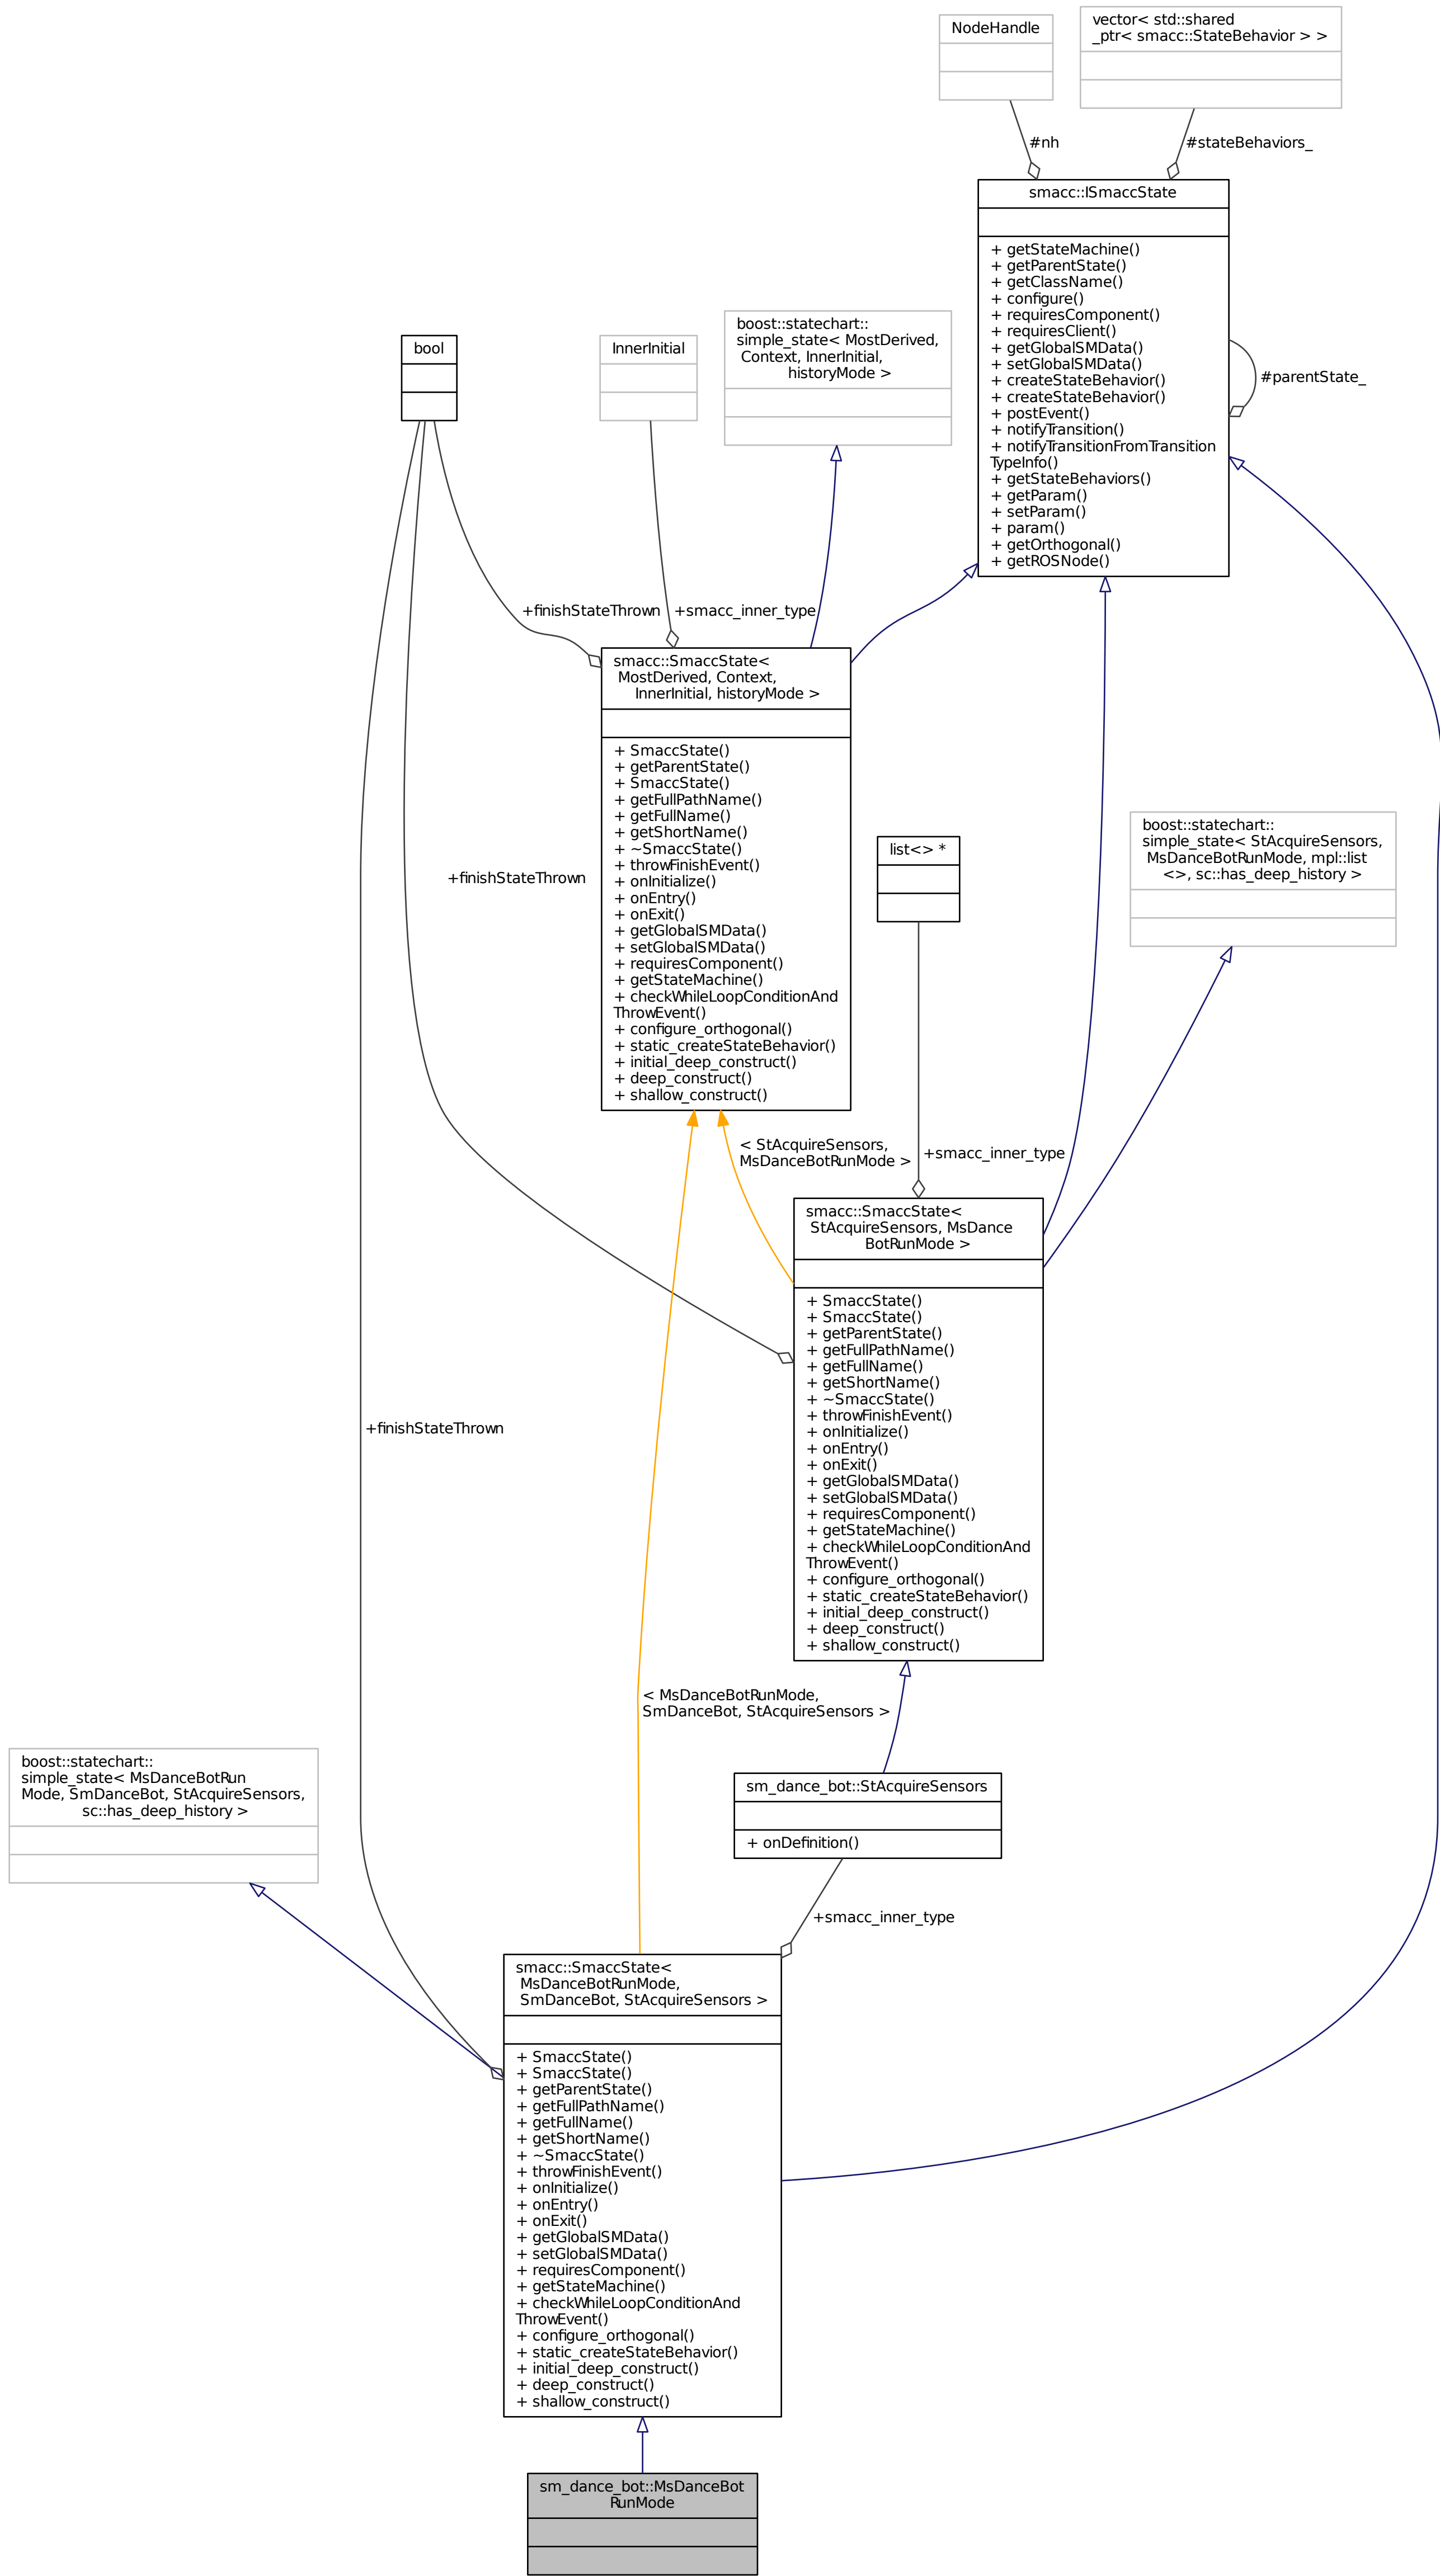 NodeHandle
vector< std::shared
_ptr< smacc::StateBehavior > >
#nh
#stateBehaviors_
smacc::ISmaccState
+ getStateMachine()
+ getParentState()
+ getClassName()
+ configure()
+ requiresComponent()
+ requiresClient()
+ getGlobalSMData()
+ setGlobalSMData()
+ createStateBehavior()
+ createStateBehavior()
+ postEvent()
+ notifyTransition()
+ notifyTransitionFromTransition
TypeInfo()
+ getStateBehaviors()
+ getParam()
+ setParam()
+ param()
+ getOrthogonal()
+ getROSNode()
#parentState_
bool
InnerInitial
boost::statechart::
simple_state< MostDerived,
Context, InnerInitial,
historyMode >
+finishStateThrown
+smacc_inner_type
smacc::SmaccState<
MostDerived, Context,
InnerInitial, historyMode >
+ SmaccState()
+ getParentState()
+ SmaccState()
+ getFullPathName()
+ getFullName()
+ getShortName()
+ ~SmaccState()
+ throwFinishEvent()
+ onInitialize()
+ onEntry()
+ onExit()
+ getGlobalSMData()
+ setGlobalSMData()
+ requiresComponent()
+ getStateMachine()
+ checkWhileLoopConditionAnd
ThrowEvent()
+ configure_orthogonal()
+ static_createStateBehavior()
+ initial_deep_construct()
+ deep_construct()
+ shallow_construct()
+finishStateThrown
list<> *
boost::statechart::
simple_state< StAcquireSensors,
MsDanceBotRunMode, mpl::list
<>, sc::has_deep_history >
< StAcquireSensors,
MsDanceBotRunMode >
+smacc_inner_type
smacc::SmaccState<
StAcquireSensors, MsDance
BotRunMode >
+ SmaccState()
+ SmaccState()
+ getParentState()
+ getFullPathName()
+ getFullName()
+ getShortName()
+ ~SmaccState()
+ throwFinishEvent()
+ onInitialize()
+ onEntry()
+ onExit()
+ getGlobalSMData()
+ setGlobalSMData()
+ requiresComponent()
+ getStateMachine()
+ checkWhileLoopConditionAnd
ThrowEvent()
+ configure_orthogonal()
+ static_createStateBehavior()
+ initial_deep_construct()
+ deep_construct()
+ shallow_construct()
+finishStateThrown
< MsDanceBotRunMode,
SmDanceBot, StAcquireSensors >
boost::statechart::
simple_state< MsDanceBotRun
Mode, SmDanceBot, StAcquireSensors,
sc::has_deep_history >
sm_dance_bot::StAcquireSensors
+ onDefinition()
+smacc_inner_type
smacc::SmaccState<
MsDanceBotRunMode,
SmDanceBot, StAcquireSensors >
+ SmaccState()
+ SmaccState()
+ getParentState()
+ getFullPathName()
+ getFullName()
+ getShortName()
+ ~SmaccState()
+ throwFinishEvent()
+ onInitialize()
+ onEntry()
+ onExit()
+ getGlobalSMData()
+ setGlobalSMData()
+ requiresComponent()
+ getStateMachine()
+ checkWhileLoopConditionAnd
ThrowEvent()
+ configure_orthogonal()
+ static_createStateBehavior()
+ initial_deep_construct()
+ deep_construct()
+ shallow_construct()
sm_dance_bot::MsDanceBot
RunMode